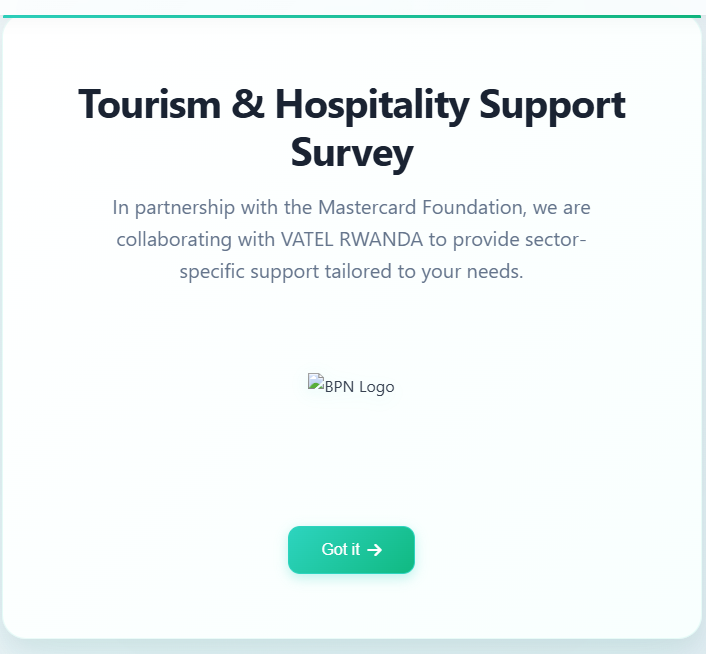 Tourism & Hospitality Support
Survey
In partnership with the Mastercard Foundation, we are
collaborating with VATEL RWANDA to provide sector-
specific support tailored to your needs.
BPN Logo
Got it →